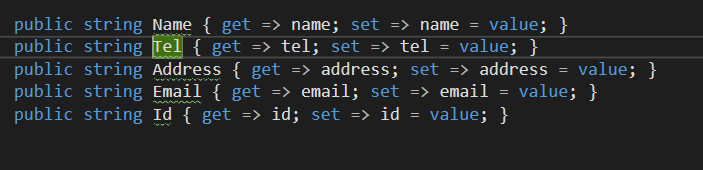 public string Name { get => name; set => name = value; }
public string Tel { get => tel; set => tel = value; }
public string Address { get => address; set => address = value; }
public string Email { get => email; set => email = value; }
public string Id { get => id; set => id = value; }